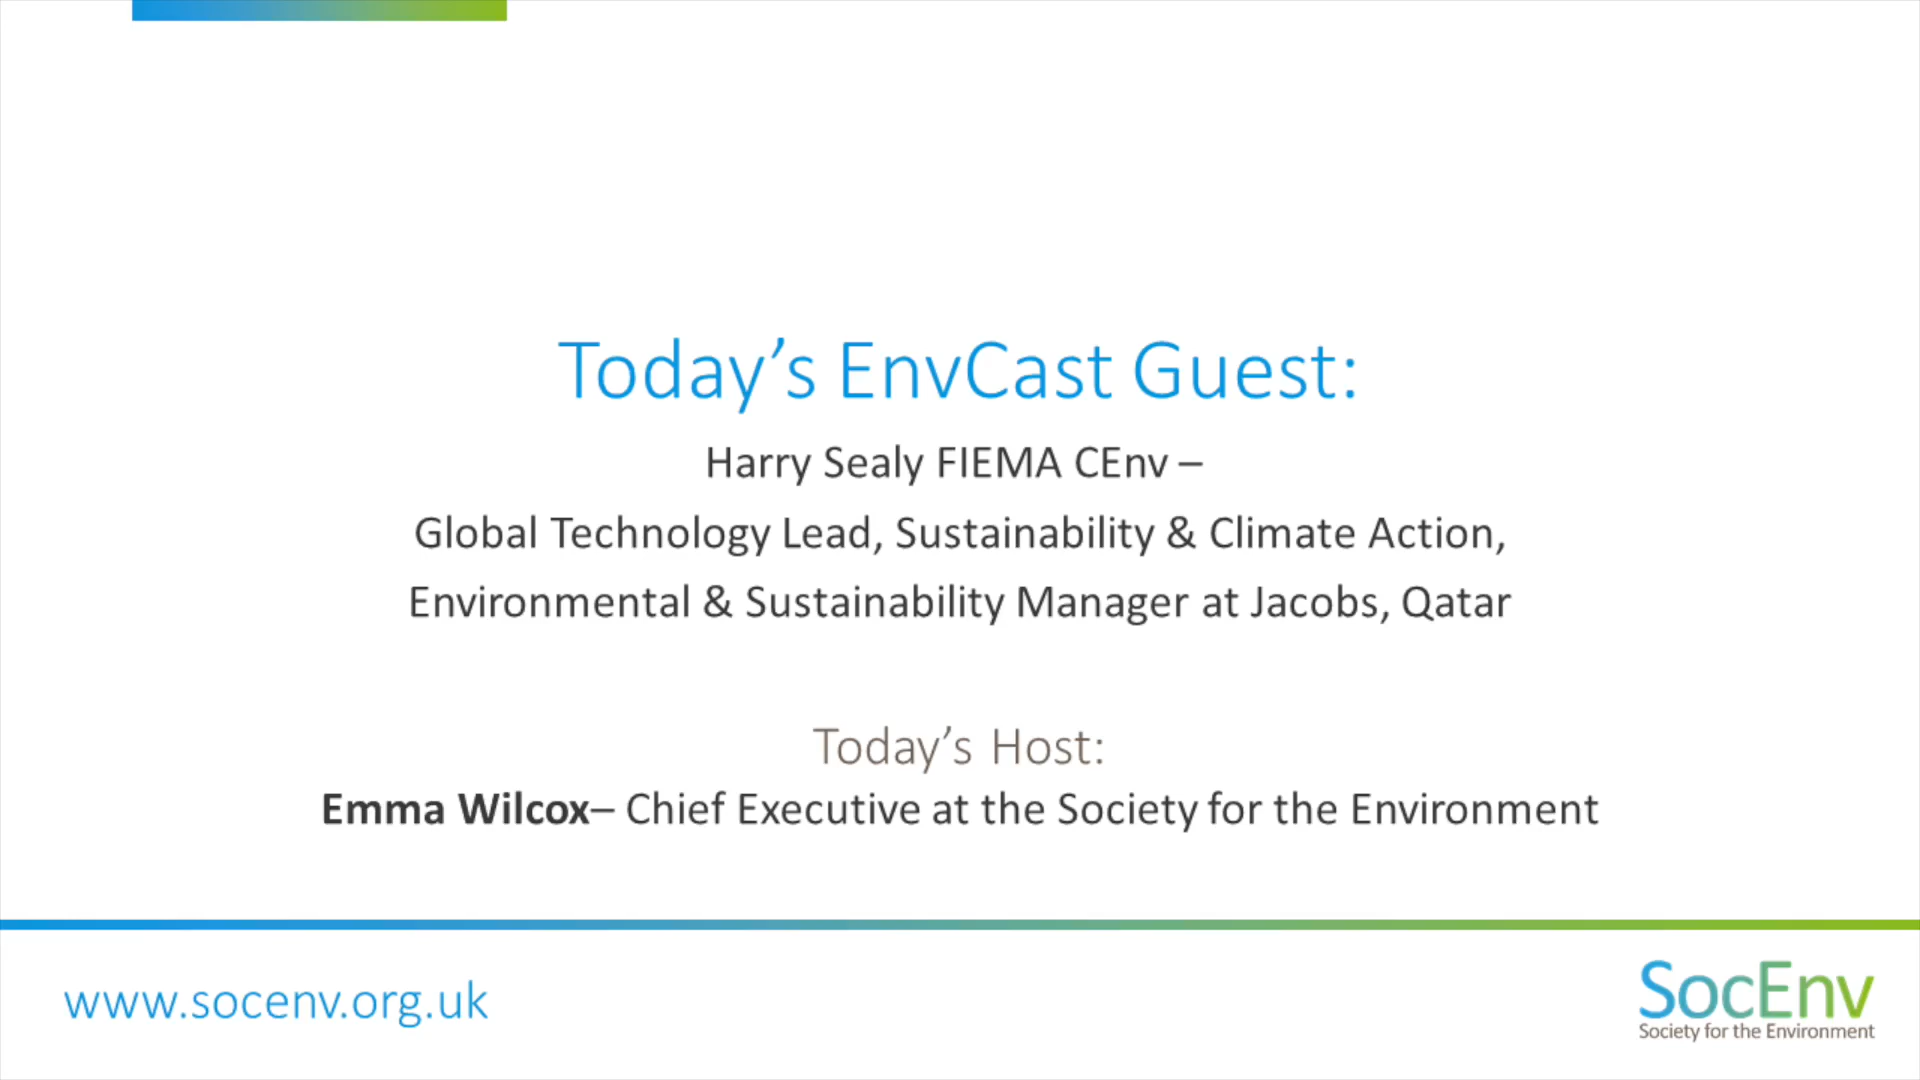 Today’s EnvCast Guest:
Harry Sealy FIEMA CEnv –
Global Technology Lead, Sustainability & Climate Action,
Environmental & Sustainability Manager at Jacobs, Qatar
Today’s Host:
Emma Wilcox– Chief Executive at the Society for the Environment
www.socenv.org.uk
SocEnv
Society for the Environment